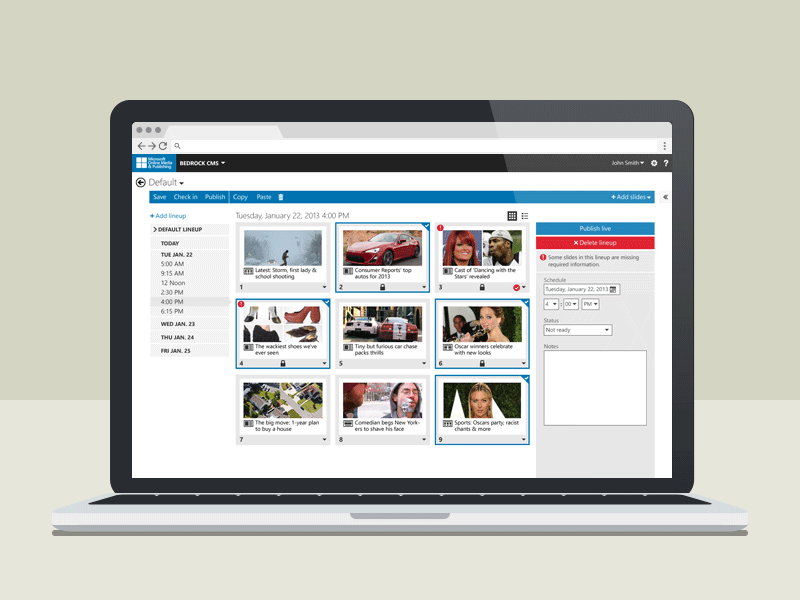 Microsoft
Online Media
& Publishing
BEDROCK CMS
John Smith
?
Default
Save Check in Publish Copy Paste
+ Add slides
+ Add lineup
DEFAULT LINEUP
TODAY
TUE JAN. 22
5:00 AM
9:15 AM
12 Noon
2:30 PM
4:00 PM
6:15 PM
WED JAN. 23
THU JAN. 24
FRI JAN. 25
Tuesday, January 22, 2013 4:00 PM
Latest: Storm, first lady &
school shooting
1
Consumer Reports' top
autos for 2013
2
Cast of 'Dancing with the
Stars' revealed
3
The wackiest shoes we've
ever seen
4
Tiny but furious car chase
packs thrills
5
Oscar winners celebrate
with new looks
6
The big move: 1-year plan
to buy a house
7
Comedian begs New York-
ers to shave his face
8
Sports: Oscars party, racist
chants & more
9
Publish live
× Delete lineup
Some slides in this lineup are missing
required information.
Schedule
Tuesday, January 22, 2013
4 : 00 PM
Status
Not ready
Notes